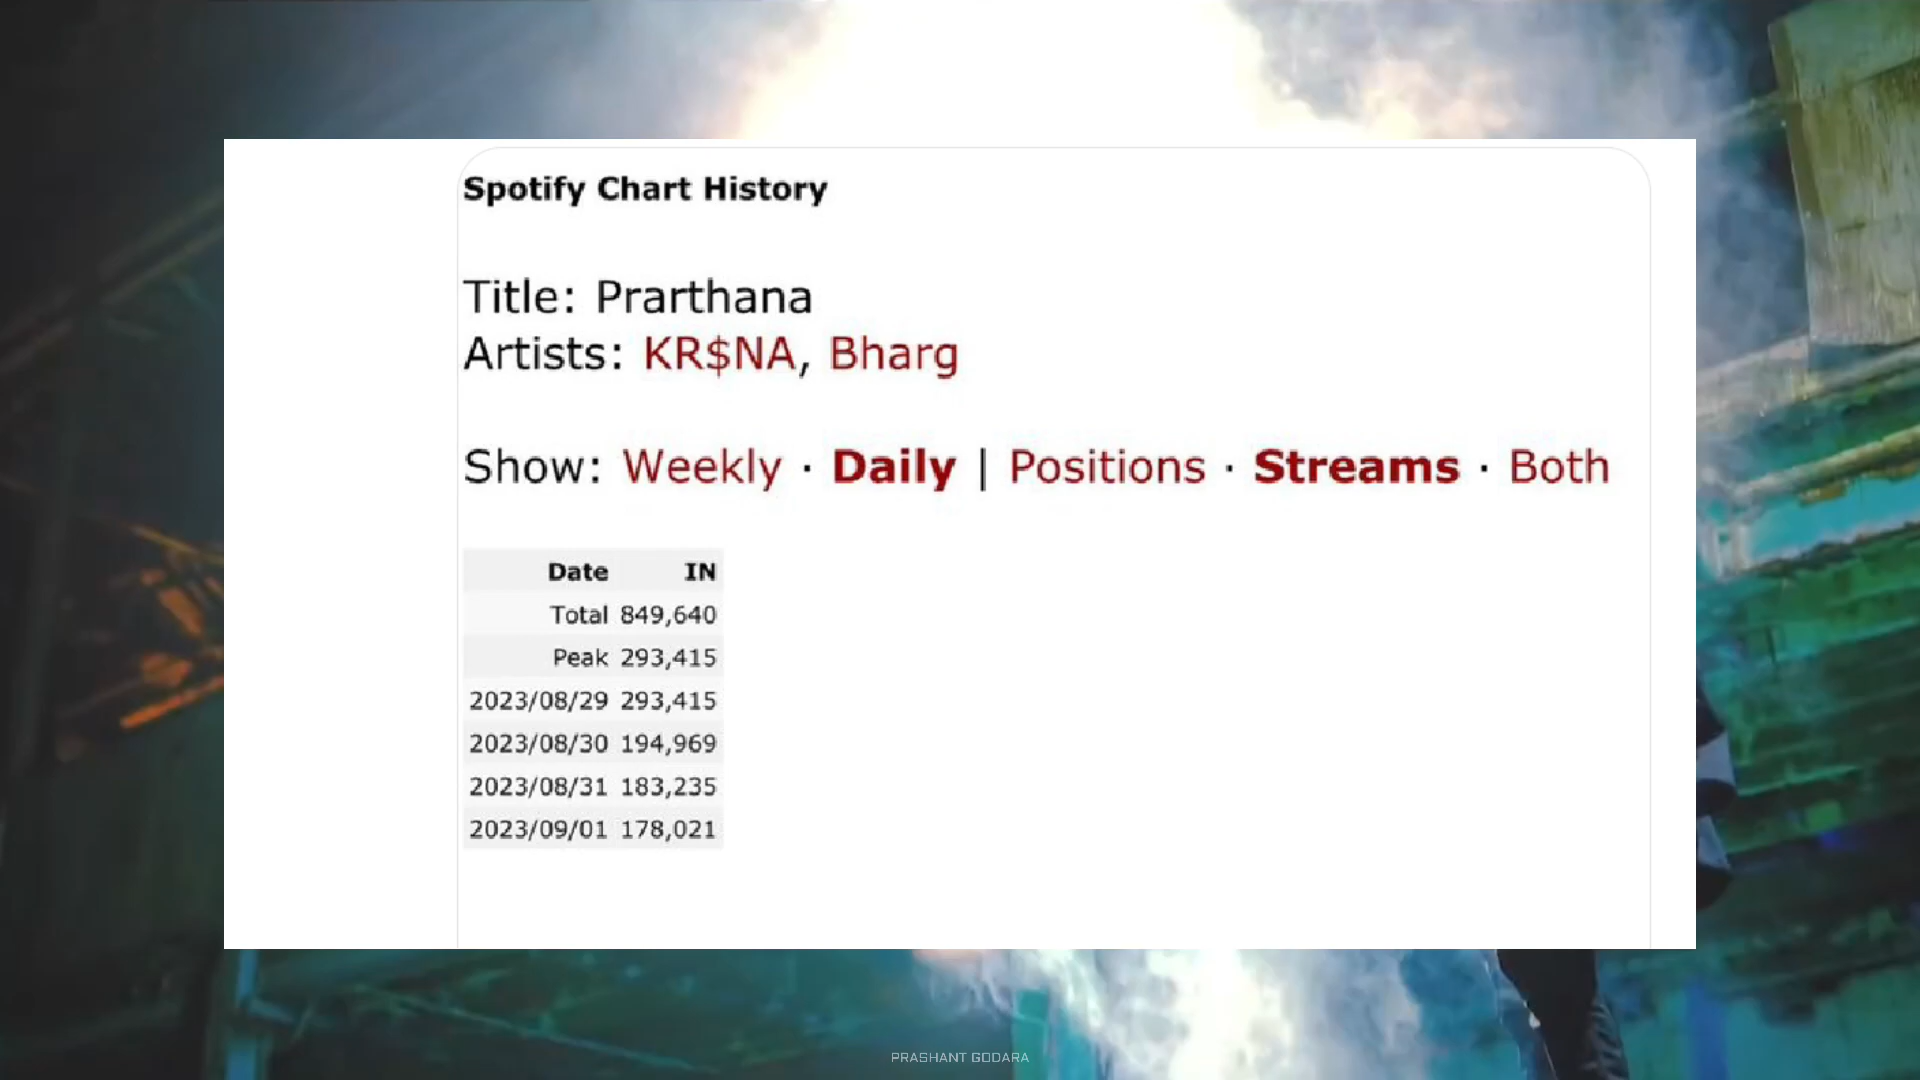 Spotify Chart History
Title: Prarthana
Artists: KR$NA, Bharg
Show: Weekly · Daily | Positions · Streams · Both
Date IN
Total 849,640
Peak 293,415
2023/08/29 293,415
2023/08/30 194,969
2023/08/31 183,235
2023/09/01 178,021
PRASHANT GODARA